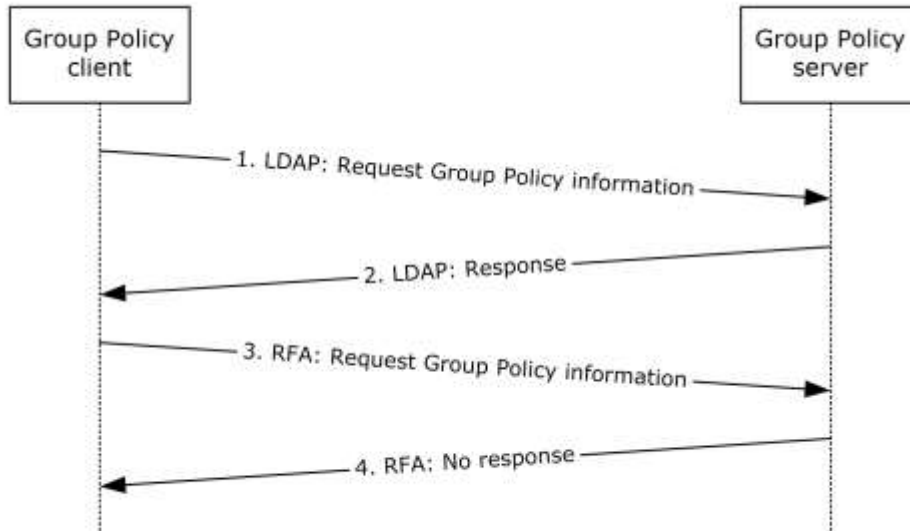 Group Policy
client
Group Policy
server
1. LDAP: Request Group Policy information
2. LDAP: Response
3. RFA: Request Group Policy information
4. RFA: No response